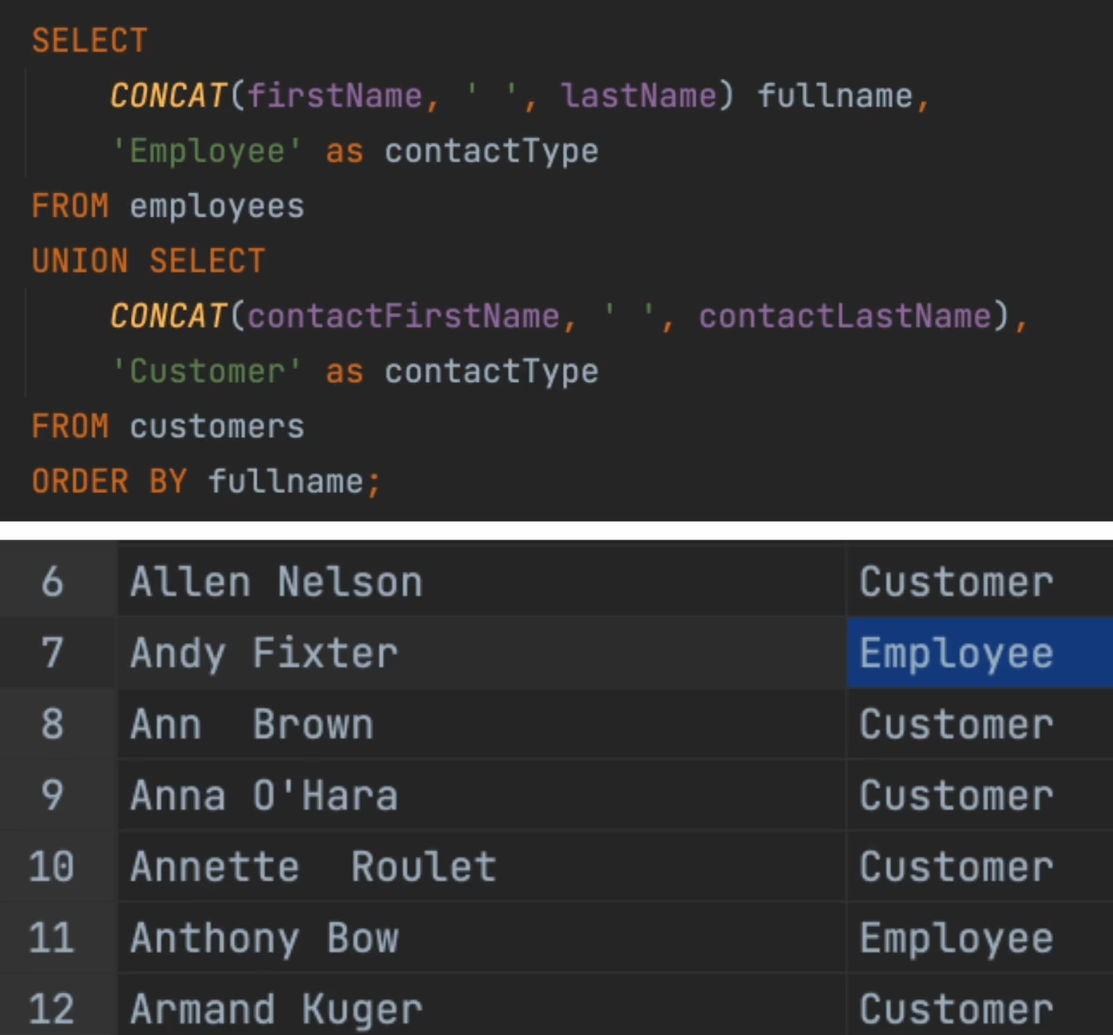 SELECT
    CONCAT(firstName, ' ', lastName) fullname,
    'Employee' as contactType
FROM employees
UNION SELECT
    CONCAT(contactFirstName, ' ', contactLastName),
    'Customer' as contactType
FROM customers
ORDER BY fullname;
6 Allen Nelson Customer
7 Andy Fixter Employee
8 Ann  Brown Customer
9 Anna O'Hara Customer
10 Annette  Roulet Customer
11 Anthony Bow Employee
12 Armand Kuger Customer